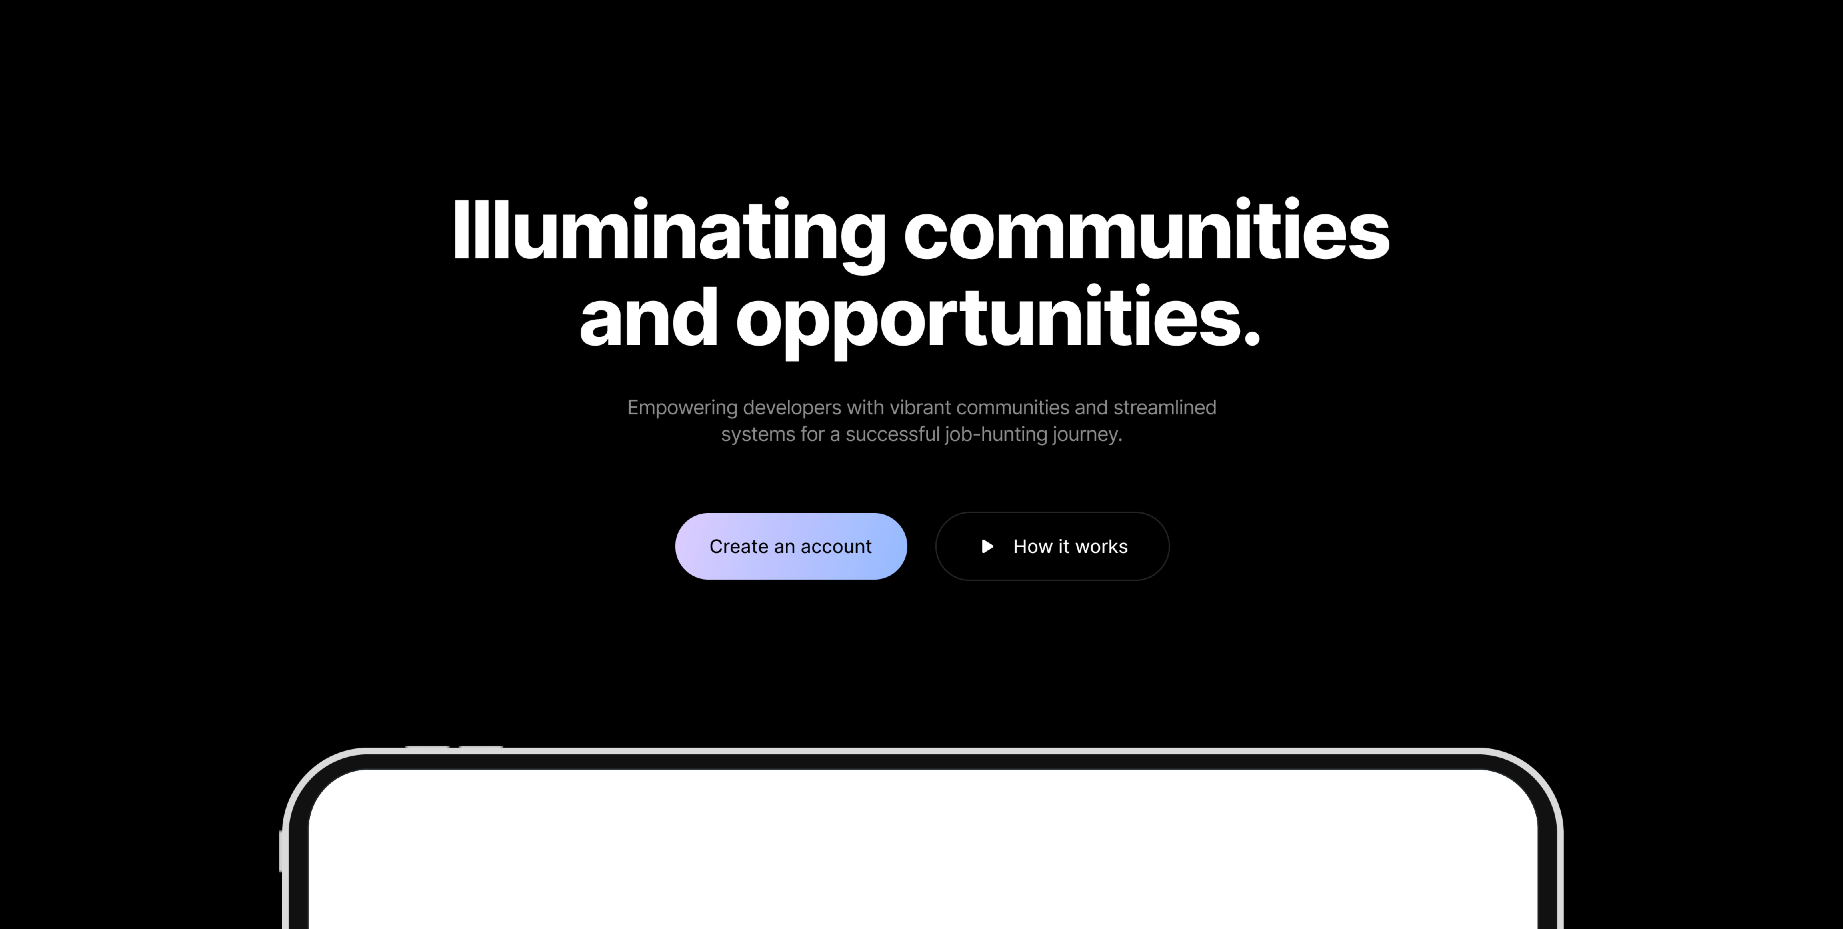 Illuminating communities
and opportunities.
Empowering developers with vibrant communities and streamlined
systems for a successful job-hunting journey.
Create an account
How it works